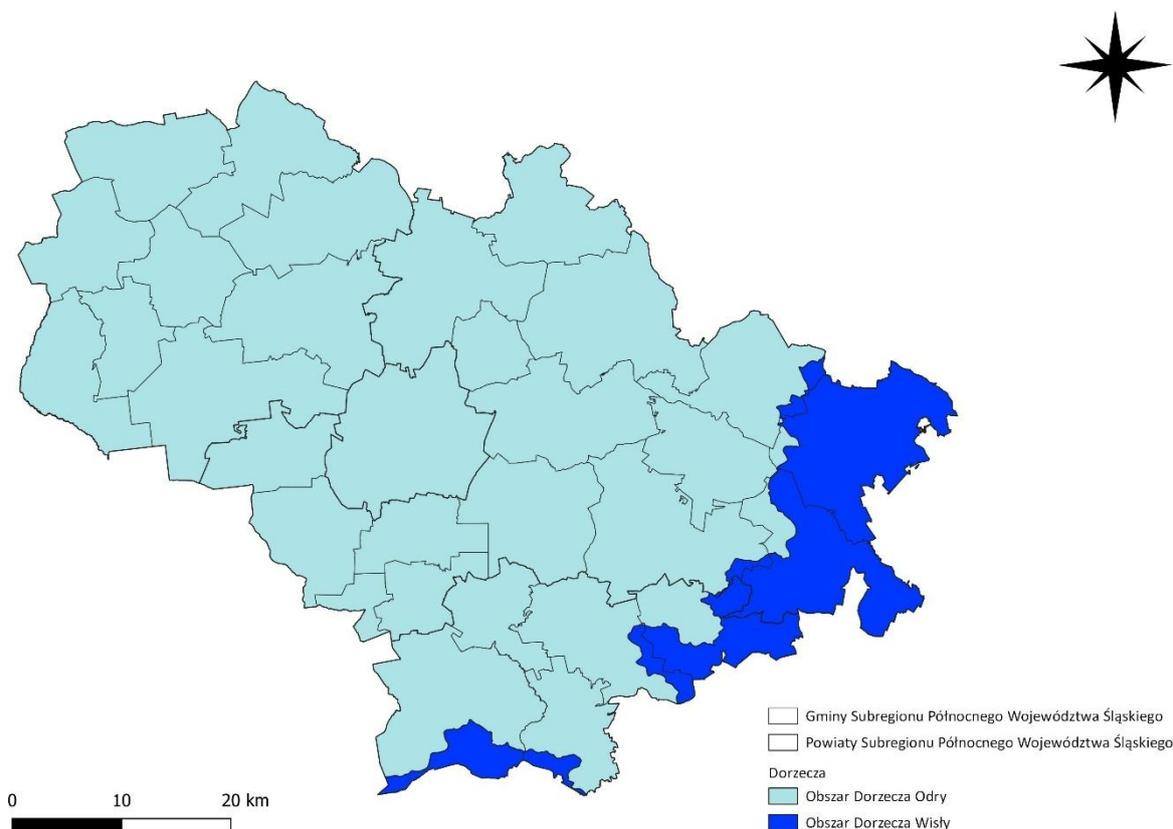 Gminy Subregionu Północnego Województwa Śląskiego
Powiaty Subregionu Północnego Województwa Śląskiego
Dorzecza
0 10 20 km
Obszar Dorzecza Odry
Obszar Dorzecza Wisły